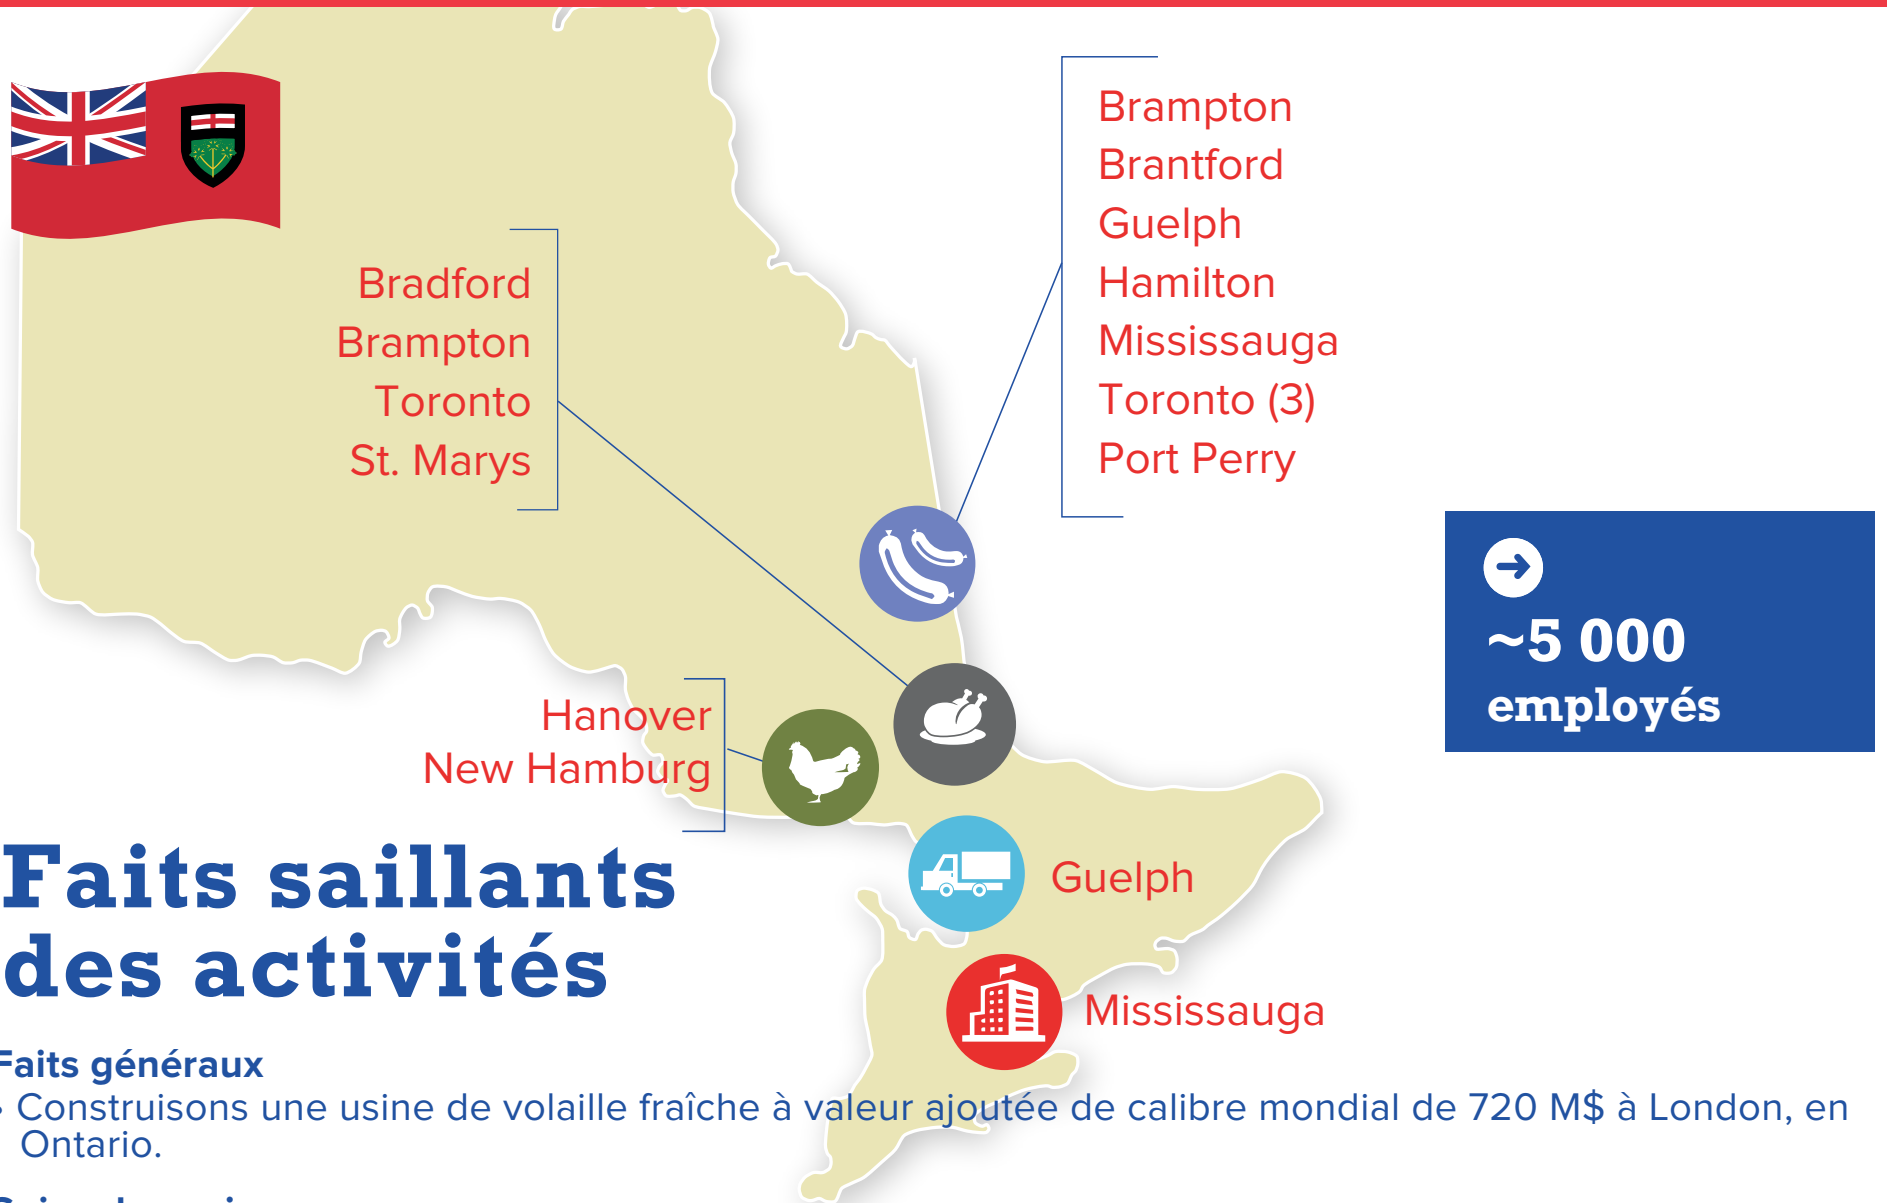 Brampton
Brantford
Guelph
Hamilton
Mississauga
Toronto (3)
Port Perry
Bradford
Brampton
Toronto
St. Marys
~5 000
employés
Hanover
New Hamburg
Guelph
Mississauga
Faits saillants
des activités
Faits généraux
• Construisons une usine de volaille fraîche à valeur ajoutée de calibre mondial de 720 M$ à London, en
Ontario.